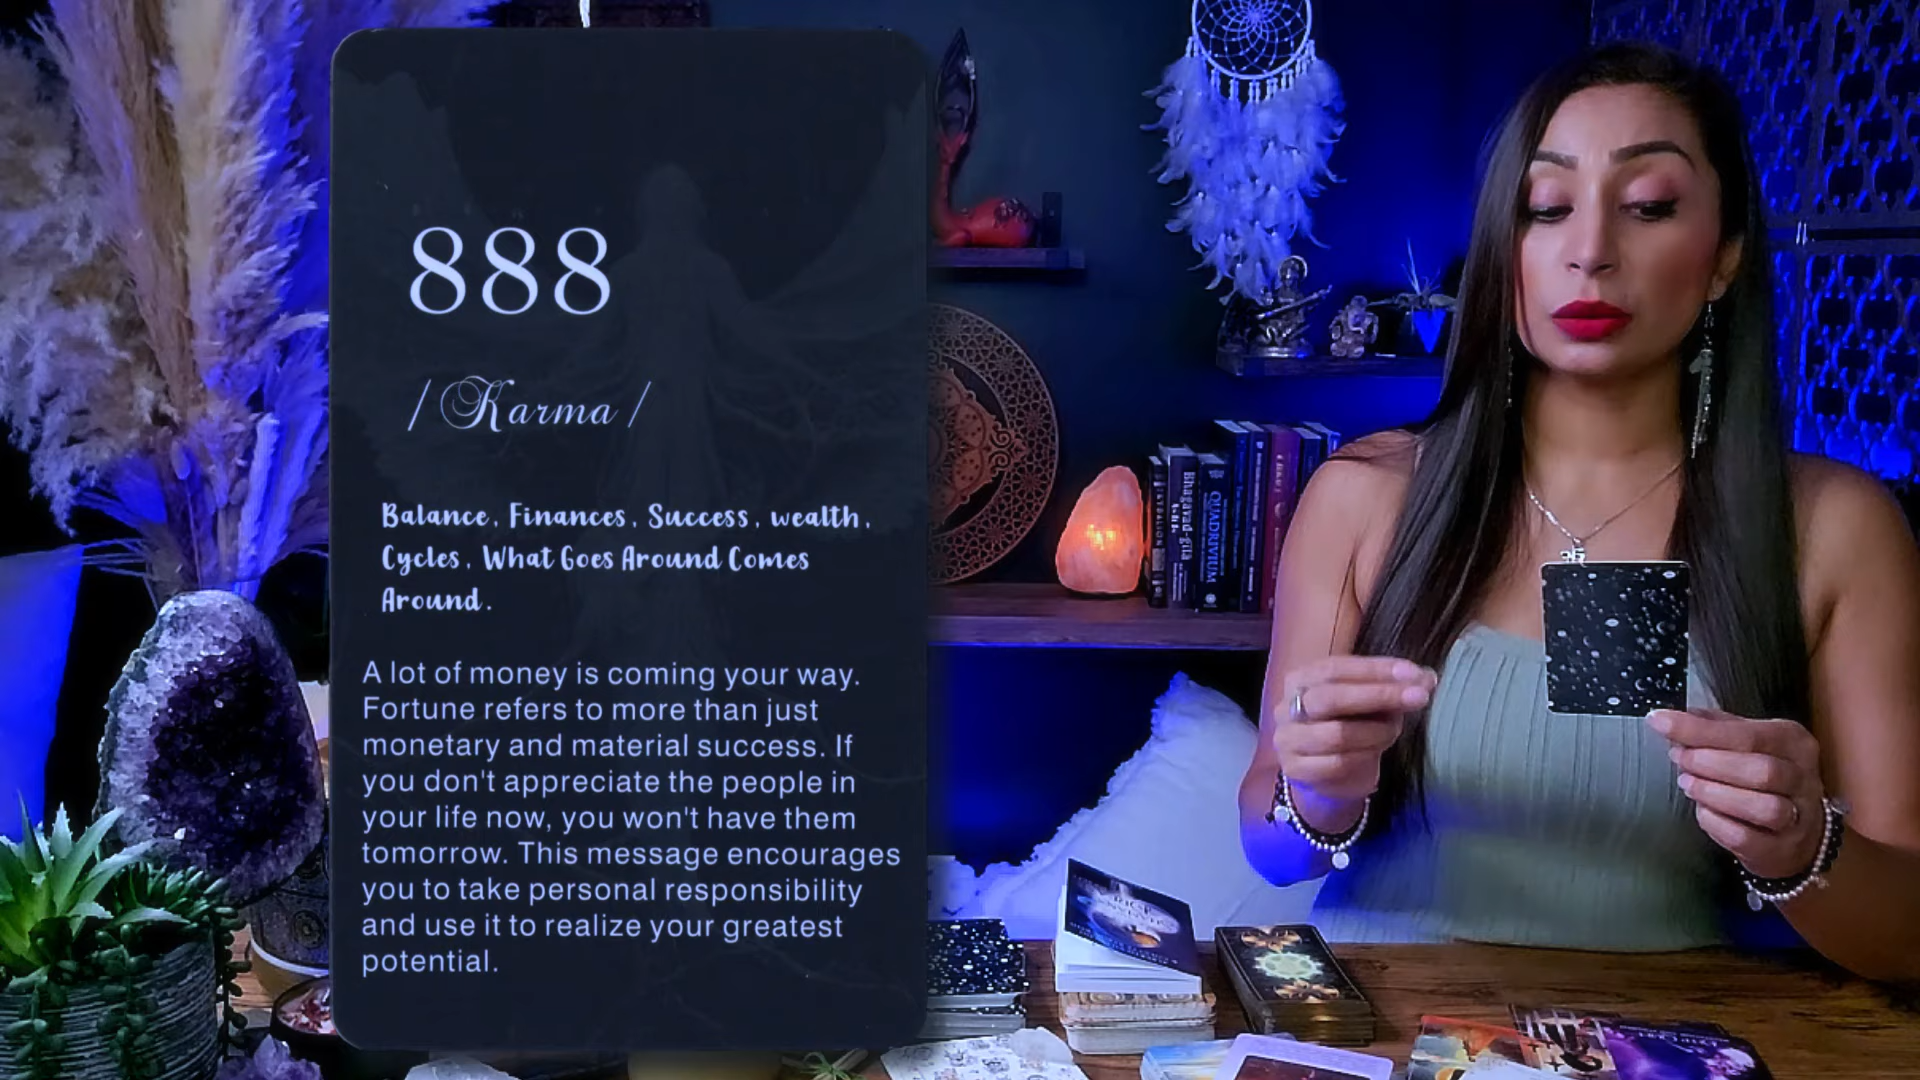 888
/ Karma /
Balance, Finances, Success, wealth,
Cycles, What Goes Around Comes
Around.
A lot of money is coming your way.
Fortune refers to more than just
monetary and material success. If
you don't appreciate the people in
your life now, you won't have them
tomorrow. This message encourages
you to take personal responsibility
and use it to realize your greatest
potential.
Bhagavad-gita
QUADRIVIUM